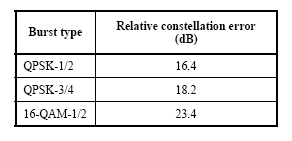 Burst type Relative constellation error
(dB)
QPSK-1/2 16.4
QPSK-3/4 18.2
16-QAM-1/2 23.4